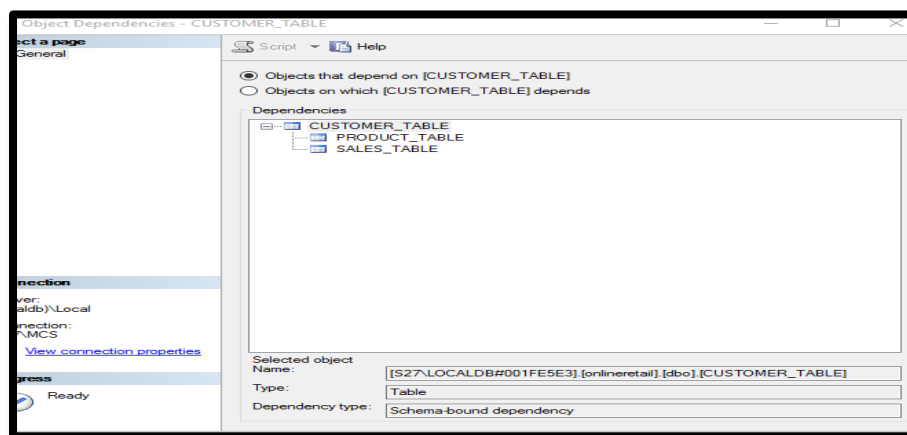 Object Dependencies - CUSTOMER_TABLE
ect a page
General
Script Help
Objects that depend on [CUSTOMER_TABLE]
Objects on which [CUSTOMER_TABLE] depends
Dependencies
CUSTOMER_TABLE
PRODUCT_TABLE
SALES_TABLE
nection
ver:
aldb)\Local
nection:
7\MCS
View connection properties
gress
Ready
Selected object
Name: [S27\LOCALDB#001FE5E3].[onlineretail].[dbo].[CUSTOMER_TABLE]
Type: Table
Dependency type: Schema-bound dependency